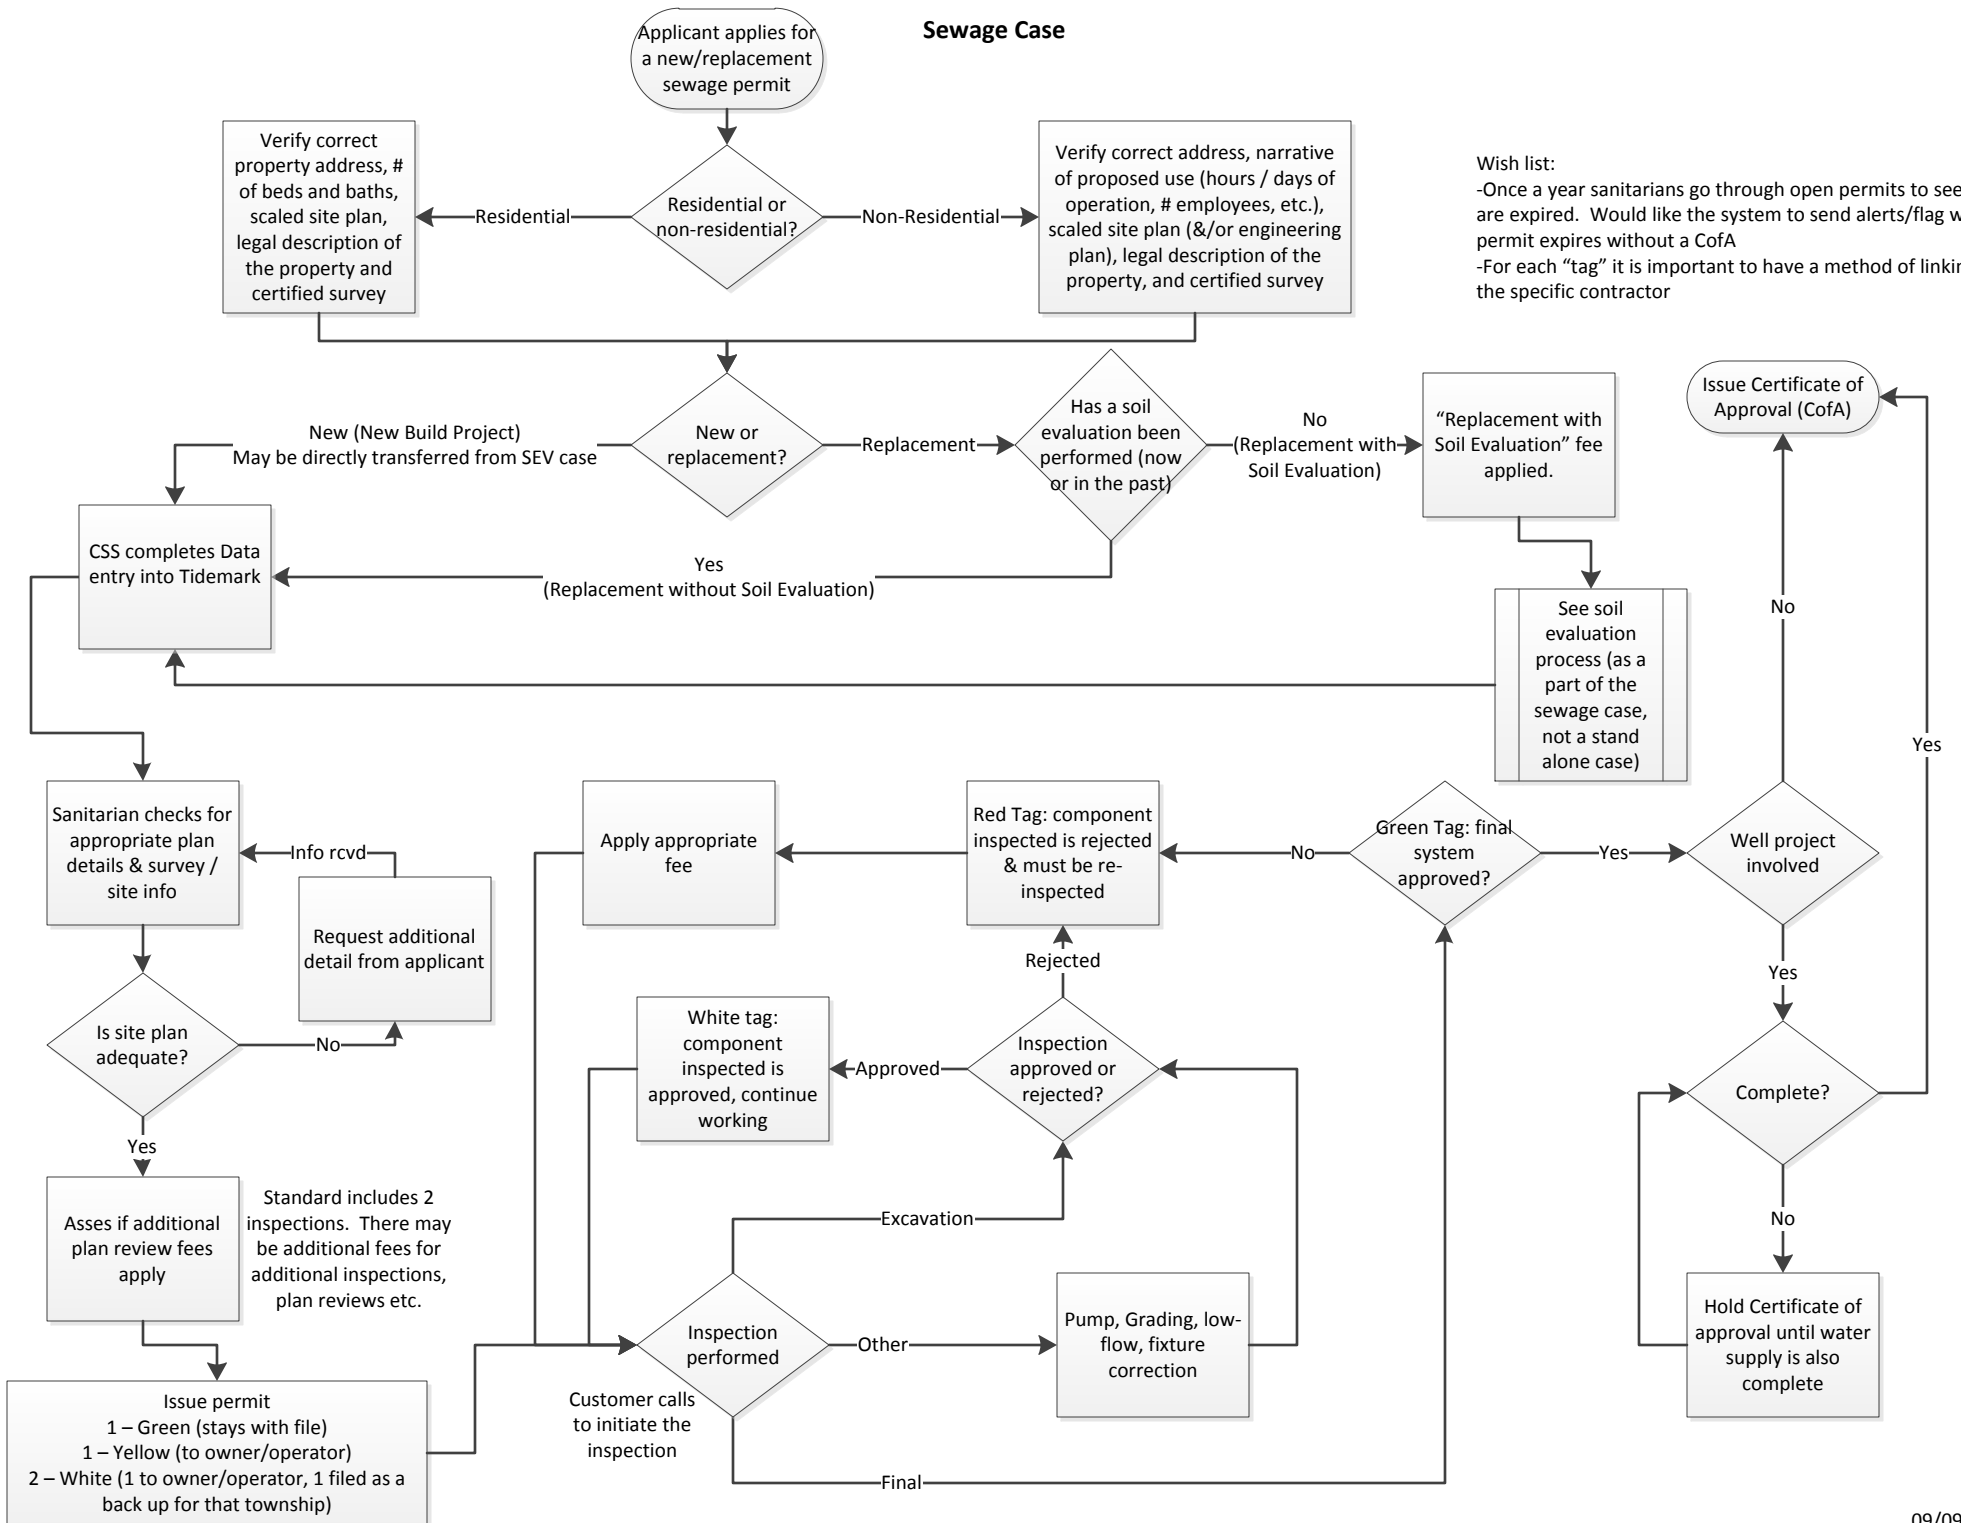 Sewage Case
Applicant applies for
a new/replacement
sewage permit
Verify correct
property address, #
of beds and baths,
scaled site plan,
legal description of
the property and
certified survey
Residential
Residential or
non-residential?
Non-Residential
Verify correct address, narrative
of proposed use (hours / days of
operation, # employees, etc.),
scaled site plan (&/or engineering
plan), legal description of the
property, and certified survey
Wish list:
-Once a year sanitarians go through open permits to see
are expired.  Would like the system to send alerts/flag w
permit expires without a CofA
-For each “tag” it is important to have a method of linkin
the specific contractor
New (New Build Project)
May be directly transferred from SEV case
New or
replacement?
Replacement
Has a soil
evaluation been
performed (now
or in the past)
No
(Replacement with
Soil Evaluation)
“Replacement with
Soil Evaluation” fee
applied.
Issue Certificate of
Approval (CofA)
CSS completes Data
entry into Tidemark
Yes
(Replacement without Soil Evaluation)
See soil
evaluation
process (as a
part of the
sewage case,
not a stand
alone case)
No
Yes
Sanitarian checks for
appropriate plan
details & survey /
site info
Info rcvd
Request additional
detail from applicant
Is site plan
adequate?
No
Yes
Apply appropriate
fee
Red Tag: component
inspected is rejected
& must be re-
inspected
No
Green Tag: final
system
approved?
Yes
Well project
involved
Rejected
Yes
White tag:
component
inspected is
approved, continue
working
Approved
Inspection
approved or
rejected?
Complete?
Asses if additional
plan review fees
apply
Standard includes 2
inspections.  There may
be additional fees for
additional inspections,
plan reviews etc.
Excavation
No
Inspection
performed
Other
Pump, Grading, low-
flow, fixture
correction
Hold Certificate of
approval until water
supply is also
complete
Customer calls
to initiate the
inspection
Final
Issue permit
1 – Green (stays with file)
1 – Yellow (to owner/operator)
2 – White (1 to owner/operator, 1 filed as a
back up for that township)
09/09